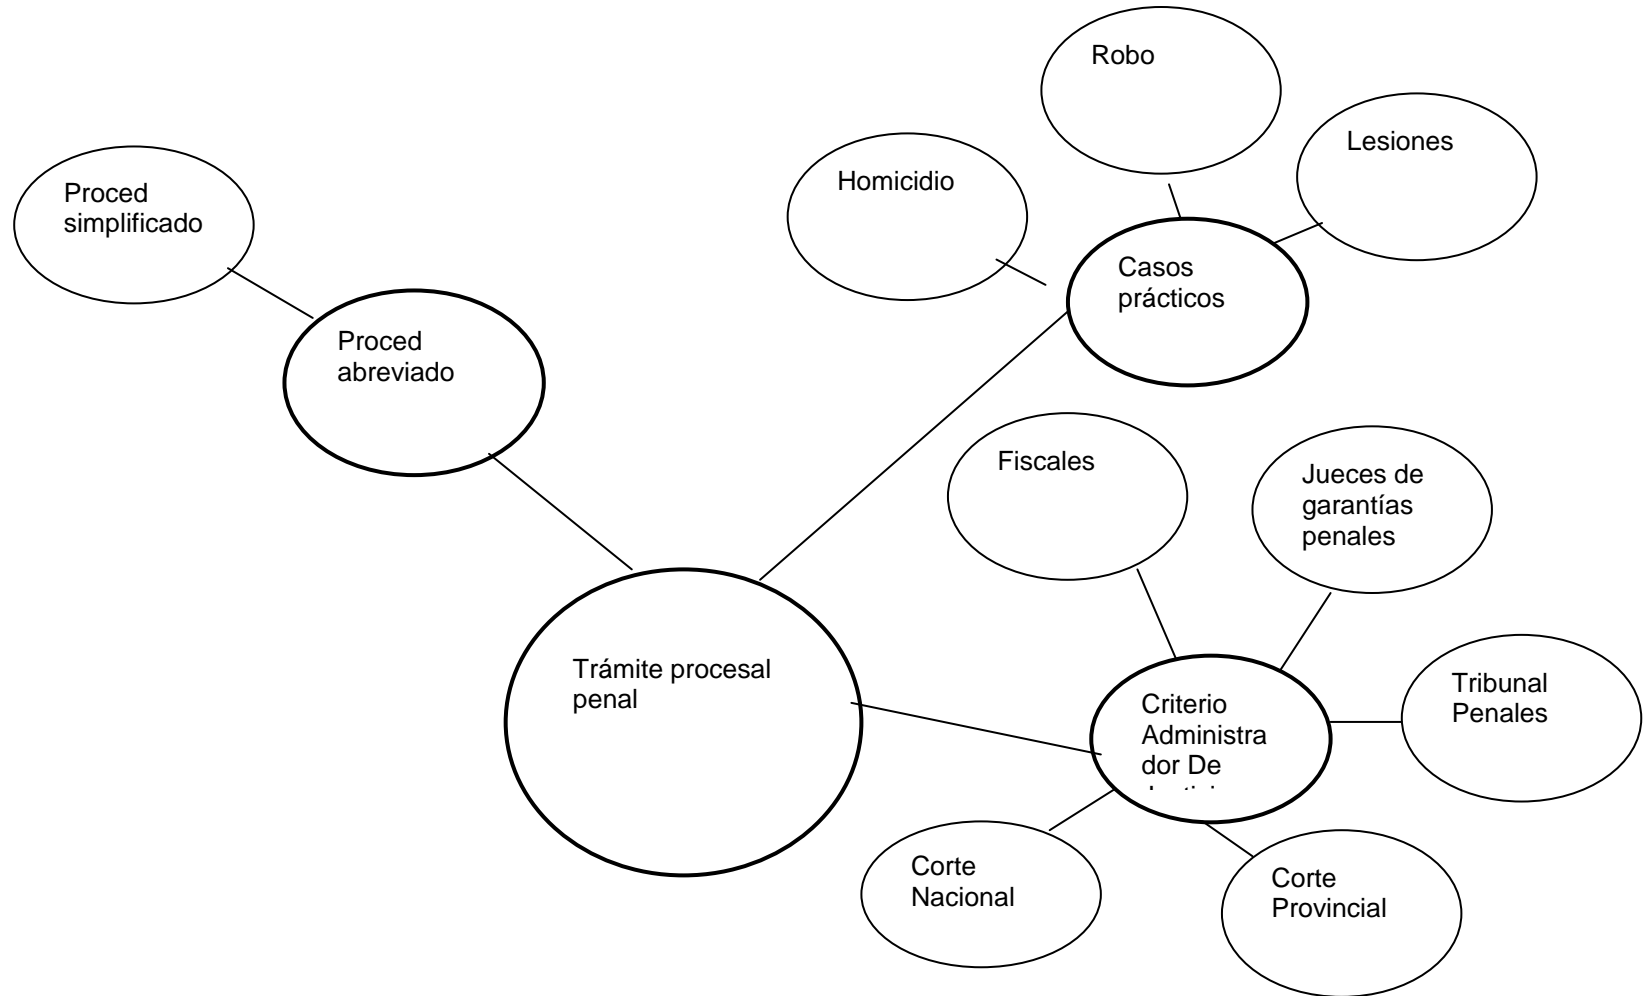 Robo
Lesiones
Homicidio
Proced
simplificado
Casos
prácticos
Proced
abreviado
Fiscales
Jueces de
garantías
penales
Trámite procesal
penal
Tribunal
Penales
Criterio
Administra
dor De
Corte
Nacional
Corte
Provincial